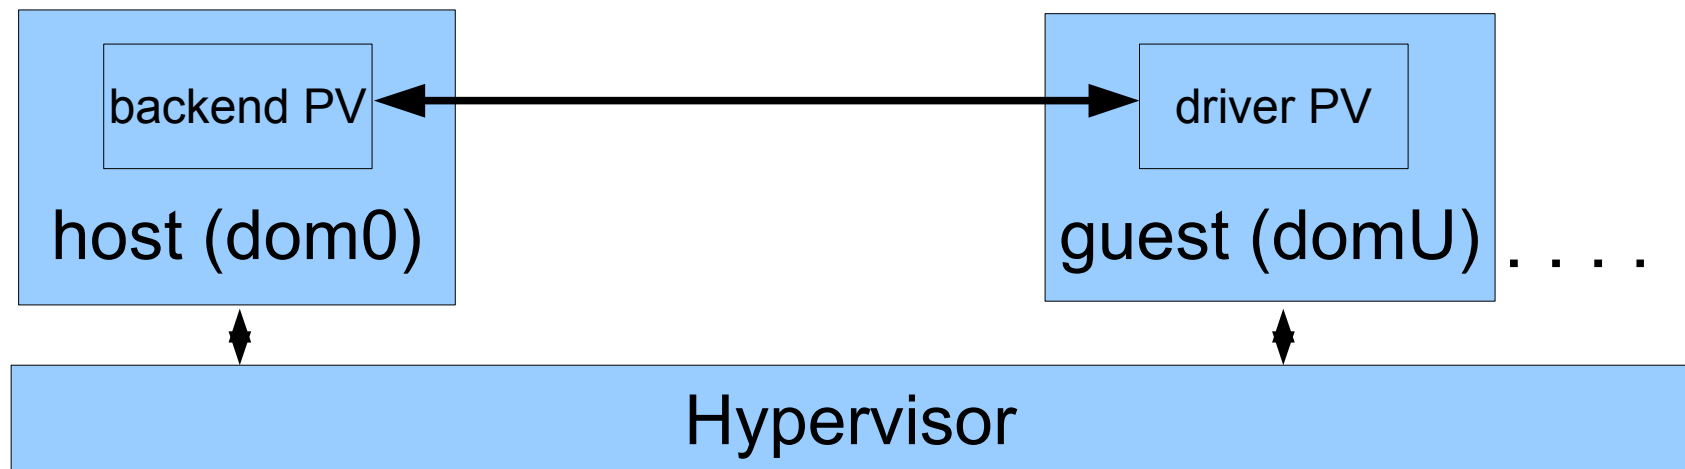 backend PV
driver PV
host (dom0)
guest (domU) . . . .
Hypervisor